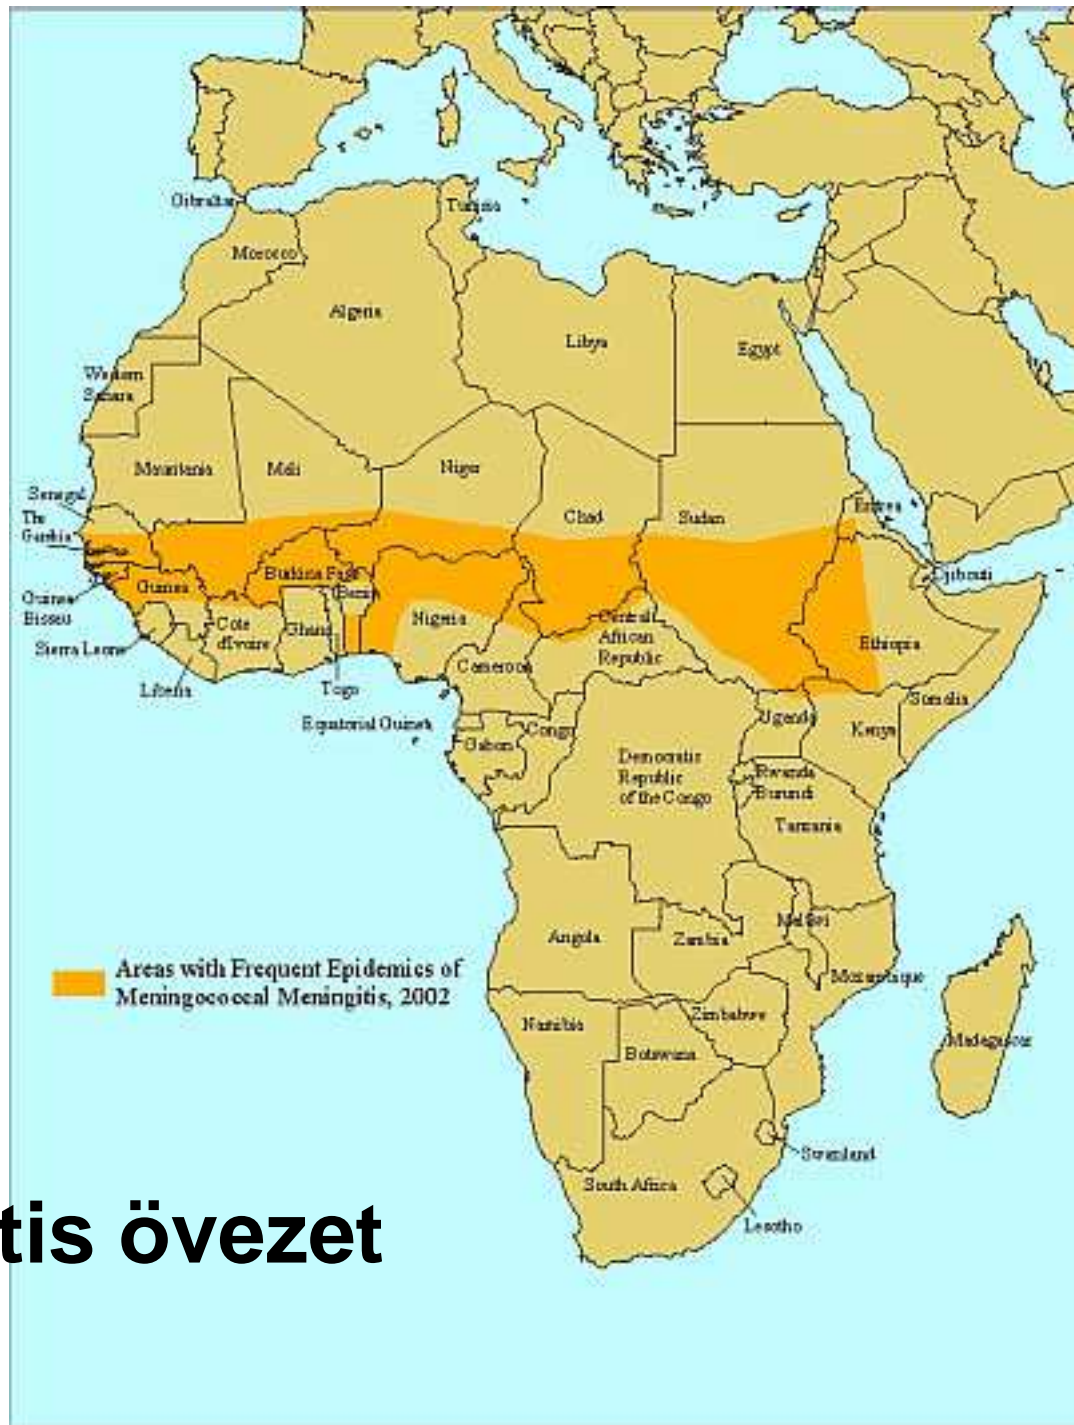 Gibraltar
Tunisia
Morocco
Algeria
Libya
Egypt
Western
Sahara
Mauritania
Mali
Niger
Chad
Sudan
Eritrea
Senegal
The
Gambia
Djibouti
Guinea
Bissau
Guinea
Burkina Faso
Benin
Nigeria
Cote
d'Ivoire
Ghana
Central
African
Republic
Ethiopia
Sierra Leone
Cameroon
Liberia
Togo
Somalia
Equatorial Guinea
Gabon
Congo
Uganda
Kenya
Democratic
Republic
of the Congo
Rwanda
Burundi
Tanzania
Angola
Zambia
Malawi
Mozambique
Areas with Frequent Epidemics of
Meningococcal Meningitis, 2002
Namibia
Zimbabwe
Botswana
Madagascar
Swaziland
South Africa
Lesotho
tis övezet